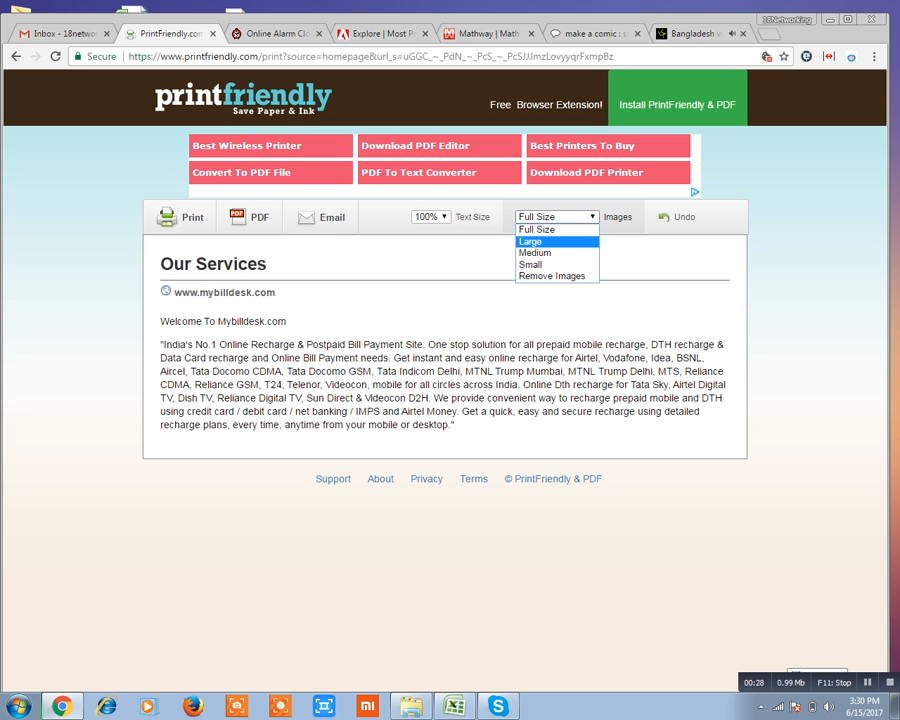 18Networking
Inbox - 18netwo
PrintFriendly.com
Online Alarm Clo
Explore | Most P
Mathway | Math
make a comic : s
Bangladesh v
Secure
https://www.printfriendly.com/print?source=homepage&url_s=uGGC_~_PdN_~_PcS_~_PcSJJJmzLovyyqrFxmpBz
printfriendly
Save Paper & Ink
Free Browser Extension!
Install PrintFriendly & PDF
Best Wireless Printer
Download PDF Editor
Best Printers To Buy
Convert To PDF File
PDF To Text Converter
Download PDF Printer
Print
PDF
PDF
Email
100%
Text Size
Full Size
Images
Undo
Full Size
Large
Medium
Small
Remove Images
Our Services
www.mybilldesk.com
Welcome To Mybilldesk.com
"India's No.1 Online Recharge & Postpaid Bill Payment Site. One stop solution for all prepaid mobile recharge, DTH recharge &
Data Card recharge and Online Bill Payment needs. Get instant and easy online recharge for Airtel, Vodafone, Idea, BSNL,
Aircel, Tata Docomo CDMA, Tata Docomo GSM, Tata Indicom Delhi, MTNL Trump Mumbai, MTNL Trump Delhi, MTS, Reliance
CDMA, Reliance GSM, T24, Telenor, Videocon, mobile for all circles across India. Online Dth recharge for Tata Sky, Airtel Digital
TV, Dish TV, Reliance Digital TV, Sun Direct & Videocon D2H. We provide convenient way to recharge prepaid mobile and DTH
using credit card / debit card / net banking / IMPS and Airtel Money. Get a quick, easy and secure recharge using detailed
recharge plans, every time, anytime from your mobile or desktop."
Support
About
Privacy
Terms
© PrintFriendly & PDF
00:28
0.99 Mb
F11: Stop
mi
3:30 PM
6/15/2017